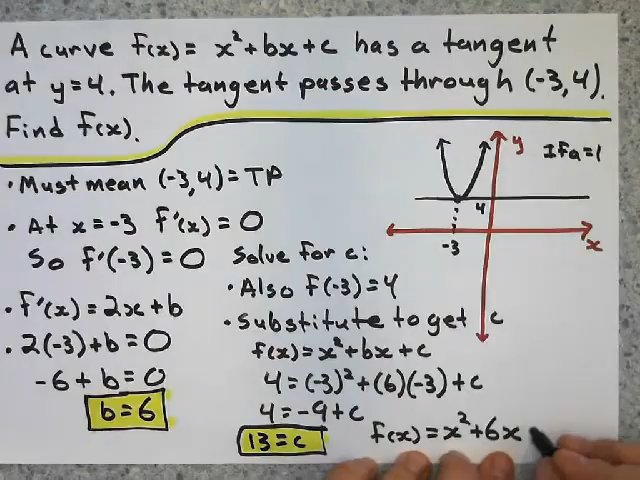 A curve f(x) = x² + bx + c has a tangent
at y=4. The tangent passes through (-3,4).
Find f(x).
• Must mean (-3,4) = TP
• At x = -3 f'(x) = 0
So f'(-3) = 0
• f'(x) = 2x + b
• 2(-3) + b = 0
-6 + b = 0
b = 6
Solve for c:
• Also f(-3) = 4
• Substitute to get c
f(x) = x² + bx + c
4 = (-3)² + (6)(-3) + c
4 = -9 + c
13 = c
f(x) = x² + 6x
y
If a = 1
4
-3
x